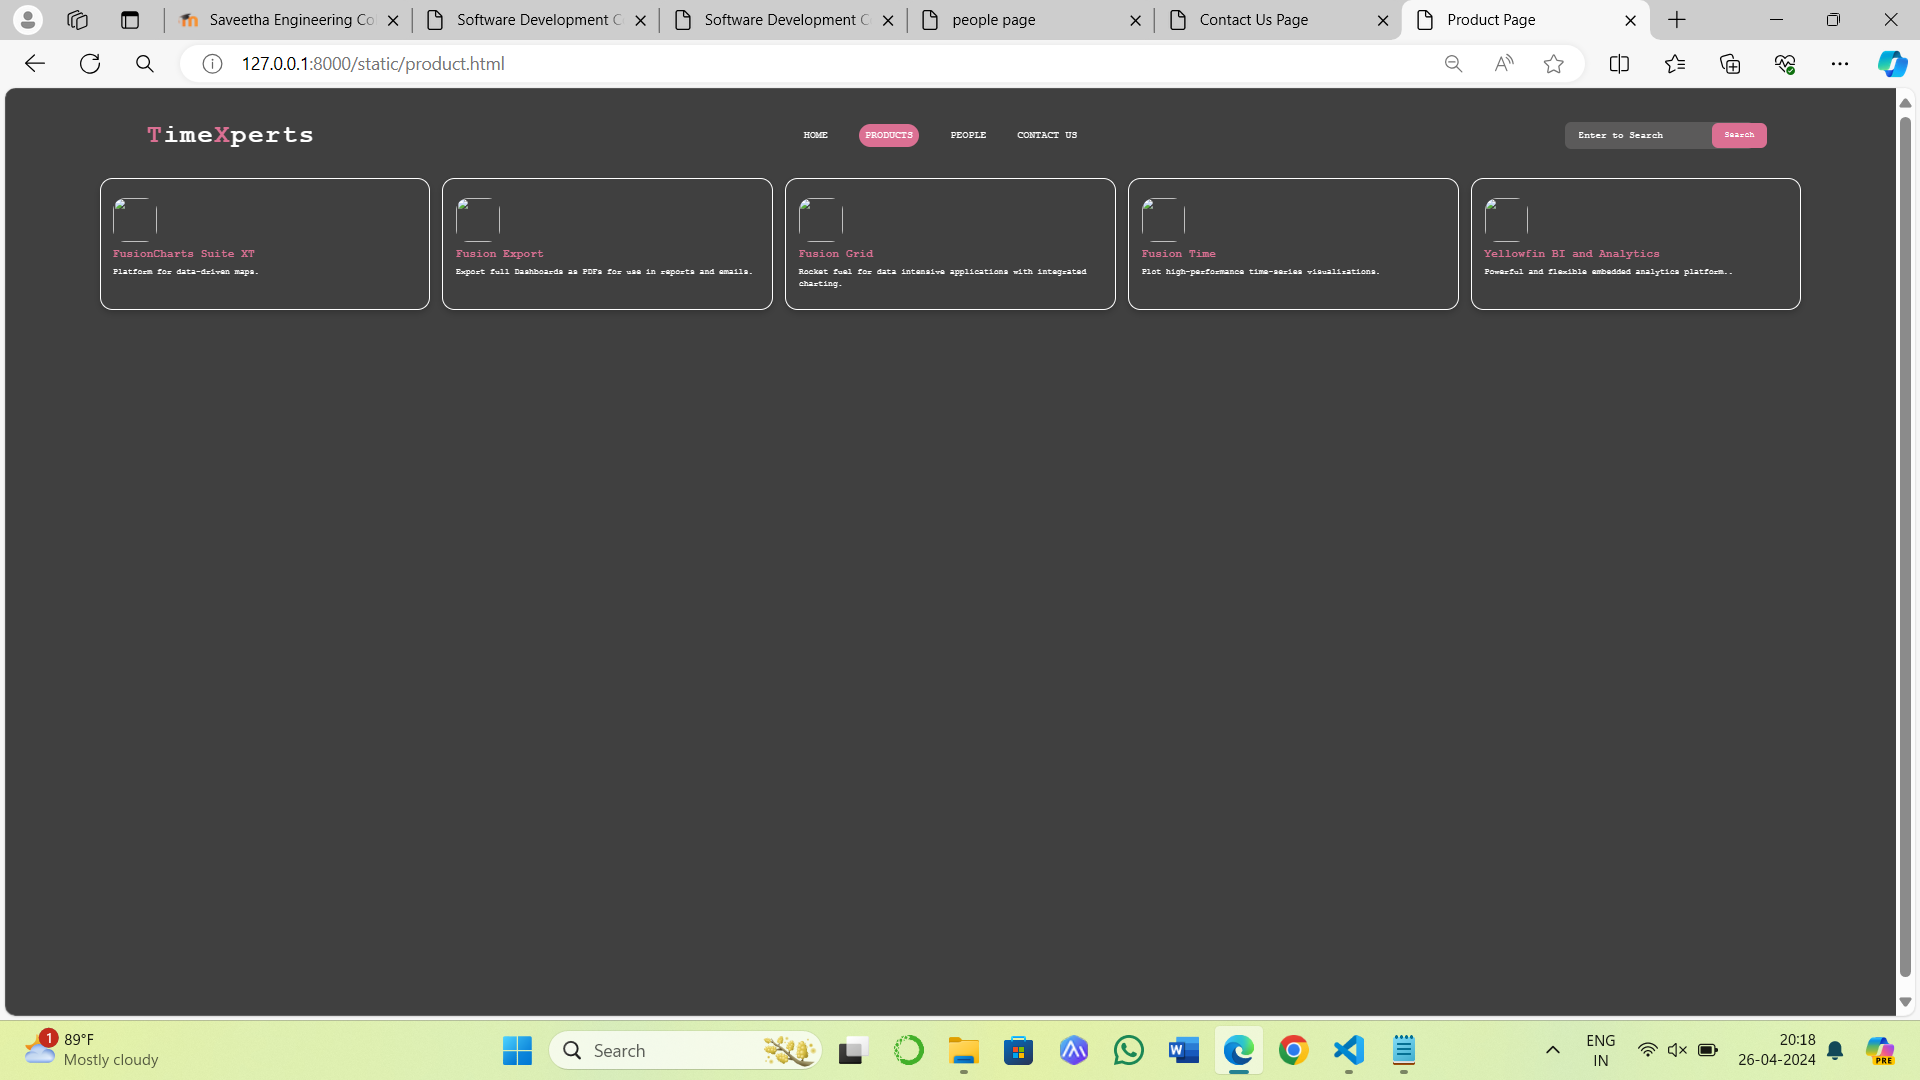 Saveetha Engineering Co
Software Development C
Software Development C
people page
Contact Us Page
Product Page
127.0.0.1:8000/static/product.html
TimeXperts
HOME
PRODUCTS
PEOPLE
CONTACT US
Enter to Search
Search
FusionCharts Suite XT
Platform for data-driven maps.
Fusion Export
Export full Dashboards as PDFs for use in reports and emails.
Fusion Grid
Rocket fuel for data intensive applications with integrated
charting.
Fusion Time
Plot high-performance time-series visualizations.
Yellowfin BI and Analytics
Powerful and flexible embedded analytics platform..
1
89°F
Mostly cloudy
Search
ENG
IN
20:18
26-04-2024
PRE